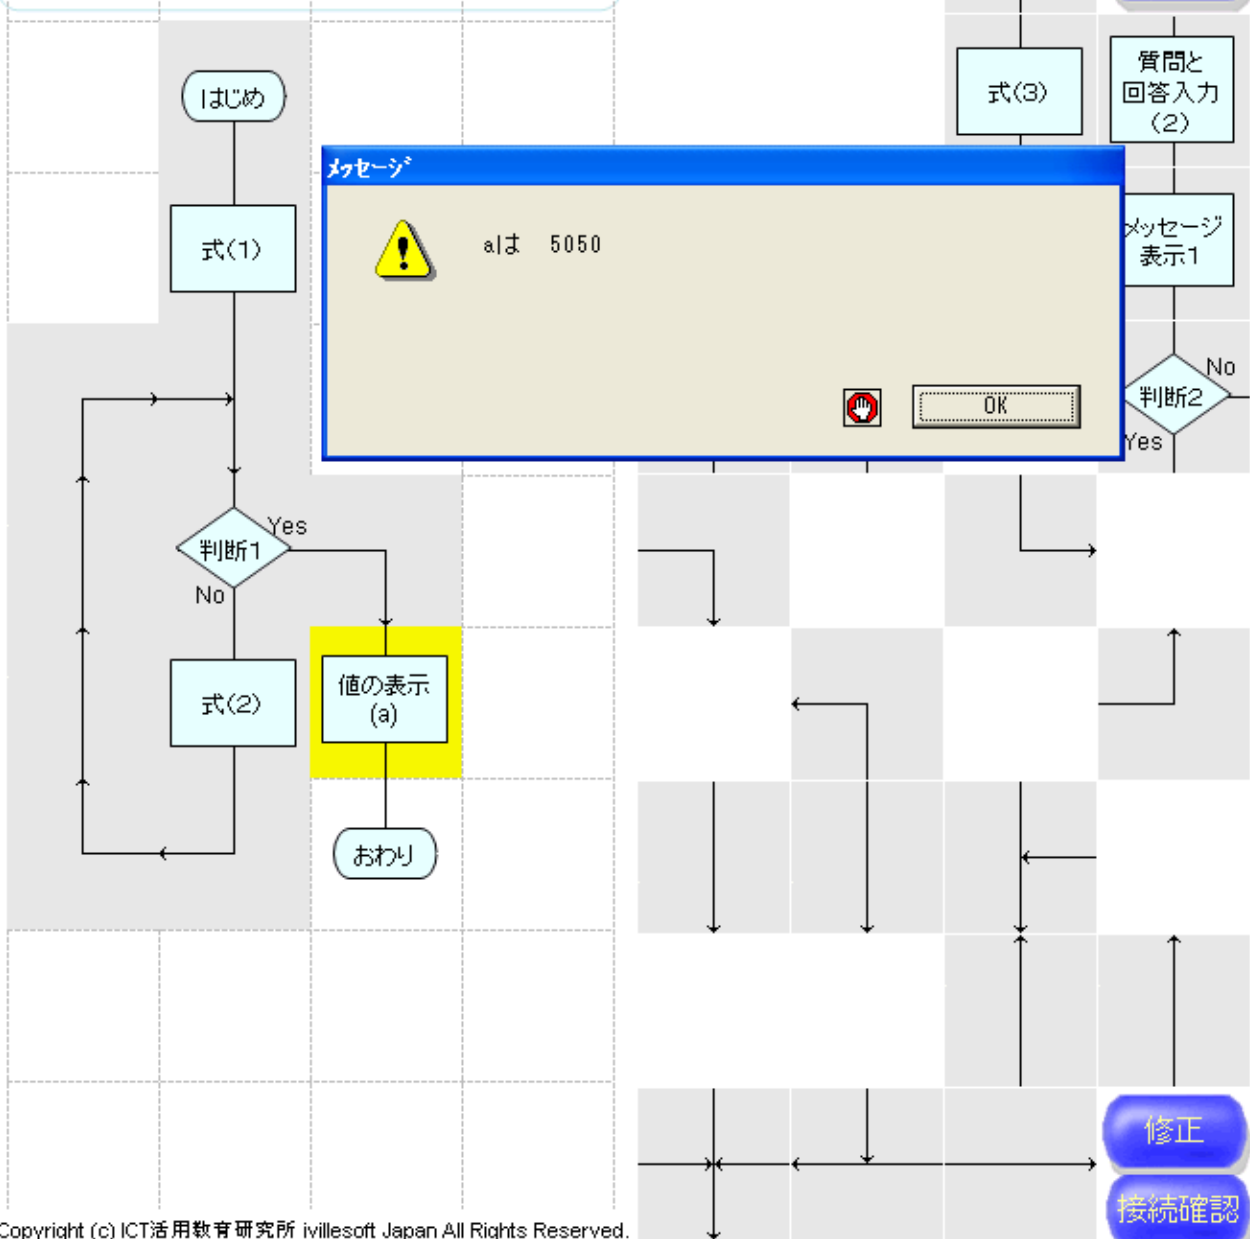 はじめ
式(1)
判断1
Yes
No
式(2)
値の表示
(a)
おわり
メッセージ
aは 5050
OK
式(3)
質問と
回答入力
(2)
メッセージ
表示1
判断2
No
Yes
修正
接続確認
Copyright (c) ICT活用教育研究所 ivillesoft Japan All Rights Reserved.